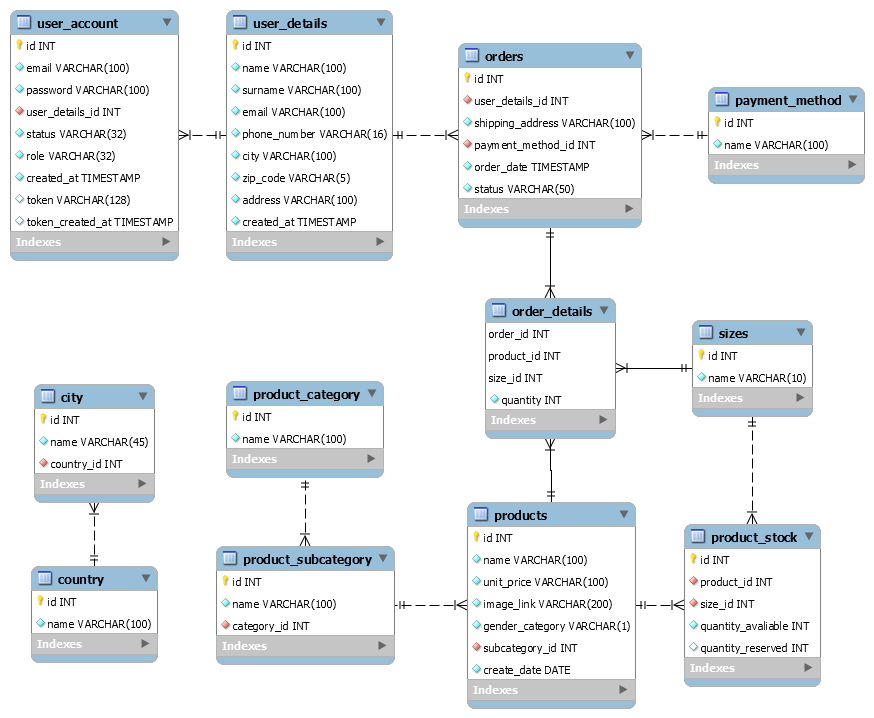 user_account
id INT
email VARCHAR(100)
password VARCHAR(100)
user_details_id INT
status VARCHAR(32)
role VARCHAR(32)
created_at TIMESTAMP
token VARCHAR(128)
token_created_at TIMESTAMP
Indexes
user_details
id INT
name VARCHAR(100)
surname VARCHAR(100)
email VARCHAR(100)
phone_number VARCHAR(16)
city VARCHAR(100)
zip_code VARCHAR(5)
address VARCHAR(100)
created_at TIMESTAMP
Indexes
orders
id INT
user_details_id INT
shipping_address VARCHAR(100)
payment_method_id INT
order_date TIMESTAMP
status VARCHAR(50)
Indexes
payment_method
id INT
name VARCHAR(100)
Indexes
order_details
order_id INT
product_id INT
size_id INT
quantity INT
Indexes
sizes
id INT
name VARCHAR(10)
Indexes
city
id INT
name VARCHAR(45)
country_id INT
Indexes
product_category
id INT
name VARCHAR(100)
Indexes
country
id INT
name VARCHAR(100)
Indexes
product_subcategory
id INT
name VARCHAR(100)
category_id INT
Indexes
products
id INT
name VARCHAR(100)
unit_price VARCHAR(100)
image_link VARCHAR(200)
gender_category VARCHAR(1)
subcategory_id INT
create_date DATE
Indexes
product_stock
id INT
product_id INT
size_id INT
quantity_avaliable INT
quantity_reserved INT
Indexes